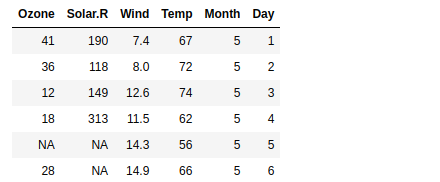 Ozone Solar.R Wind Temp Month Day
41 190 7.4 67 5 1
36 118 8.0 72 5 2
12 149 12.6 74 5 3
18 313 11.5 62 5 4
NA NA 14.3 56 5 5
28 NA 14.9 66 5 6